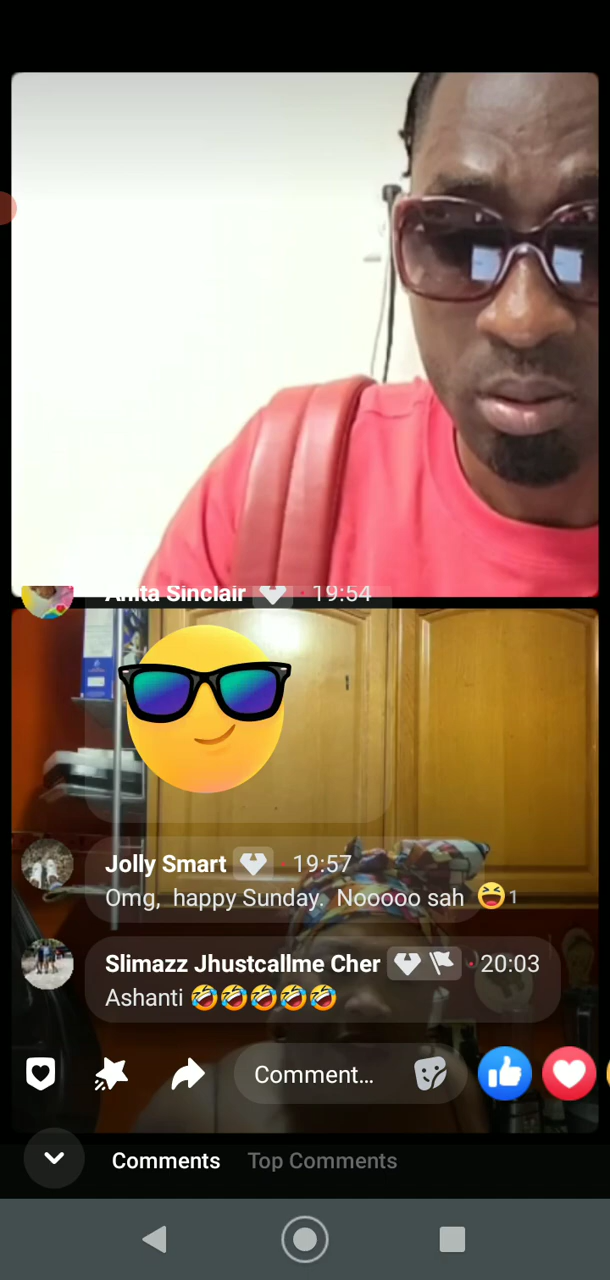 Anita Sinclair · 19:54
Jolly Smart · 19:57
Omg, happy Sunday. Nooooo sah 😆 1
Slimazz Jhustcallme Cher · 20:03
Ashanti 🤣🤣🤣🤣🤣
Comment...
Comments Top Comments